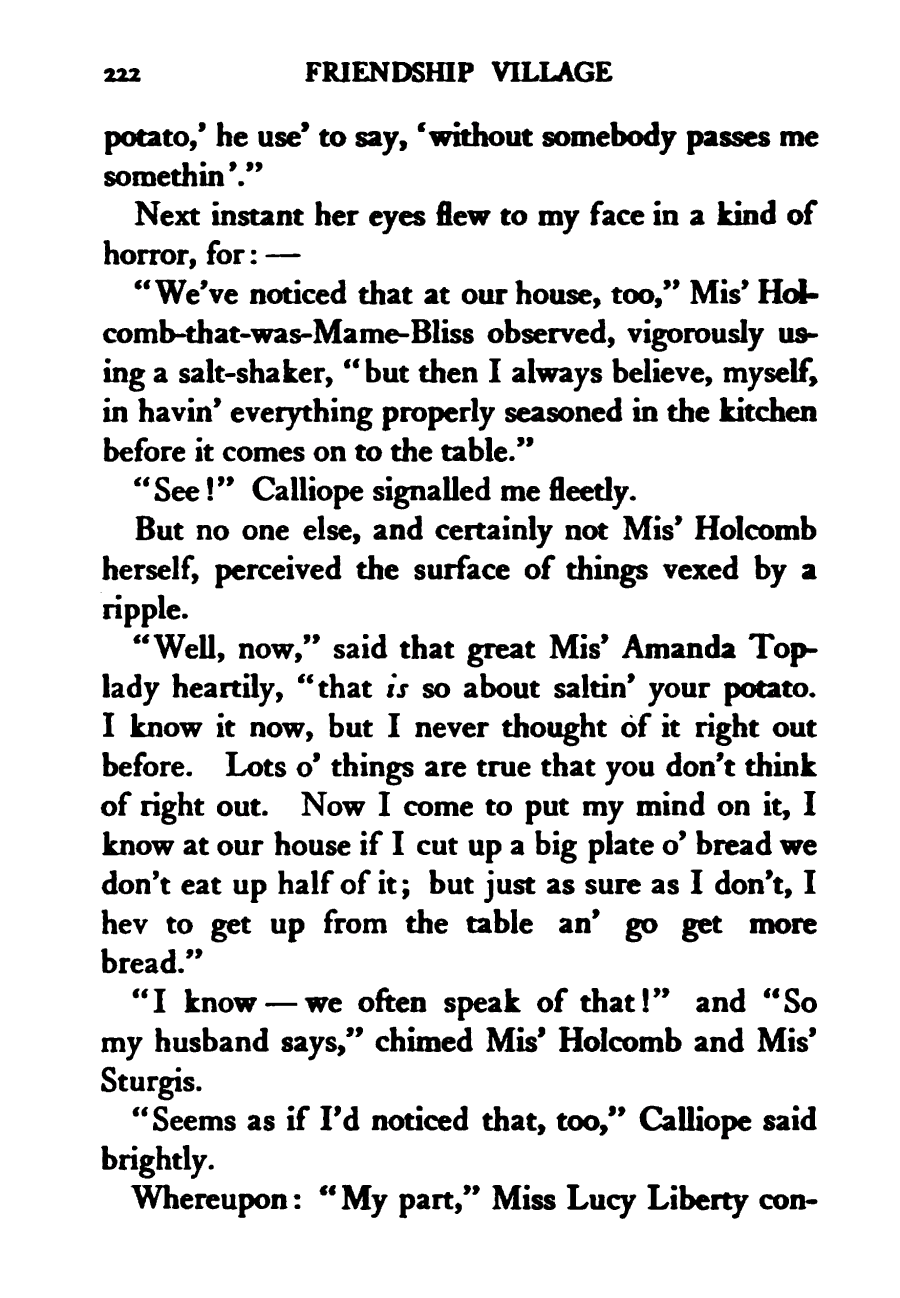 222 FRIENDSHIP VILLAGE
potato,’ he use’ to say, ‘without somebody passes me
somethin’.”
Next instant her eyes flew to my face in a kind of
horror, for: —
“We’ve noticed that at our house, too,” Mis’ Hol-
comb-that-was-Mame-Bliss observed, vigorously us-
ing a salt-shaker, “but then I always believe, myself,
in havin’ everything properly seasoned in the kitchen
before it comes on to the table.”
“See!” Calliope signalled me fleetly.
But no one else, and certainly not Mis’ Holcomb
herself, perceived the surface of things vexed by a
ripple.
“Well, now,” said that great Mis’ Amanda Top-
lady heartily, “that is so about saltin’ your potato.
I know it now, but I never thought of it right out
before. Lots o’ things are true that you don’t think
of right out. Now I come to put my mind on it, I
know at our house if I cut up a big plate o’ bread we
don’t eat up half of it; but just as sure as I don’t, I
hev to get up from the table an’ go get more
bread.”
“I know — we often speak of that!” and “So
my husband says,” chimed Mis’ Holcomb and Mis’
Sturgis.
“Seems as if I’d noticed that, too,” Calliope said
brightly.
Whereupon: “My part,” Miss Lucy Liberty con-